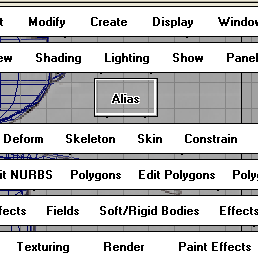 t Modify Create Display Window
ew Shading Lighting Show Panel
Alias
Deform Skeleton Skin Constrain
it NURBS Polygons Edit Polygons Poly
fects Fields Soft/Rigid Bodies Effects
Texturing Render Paint Effects